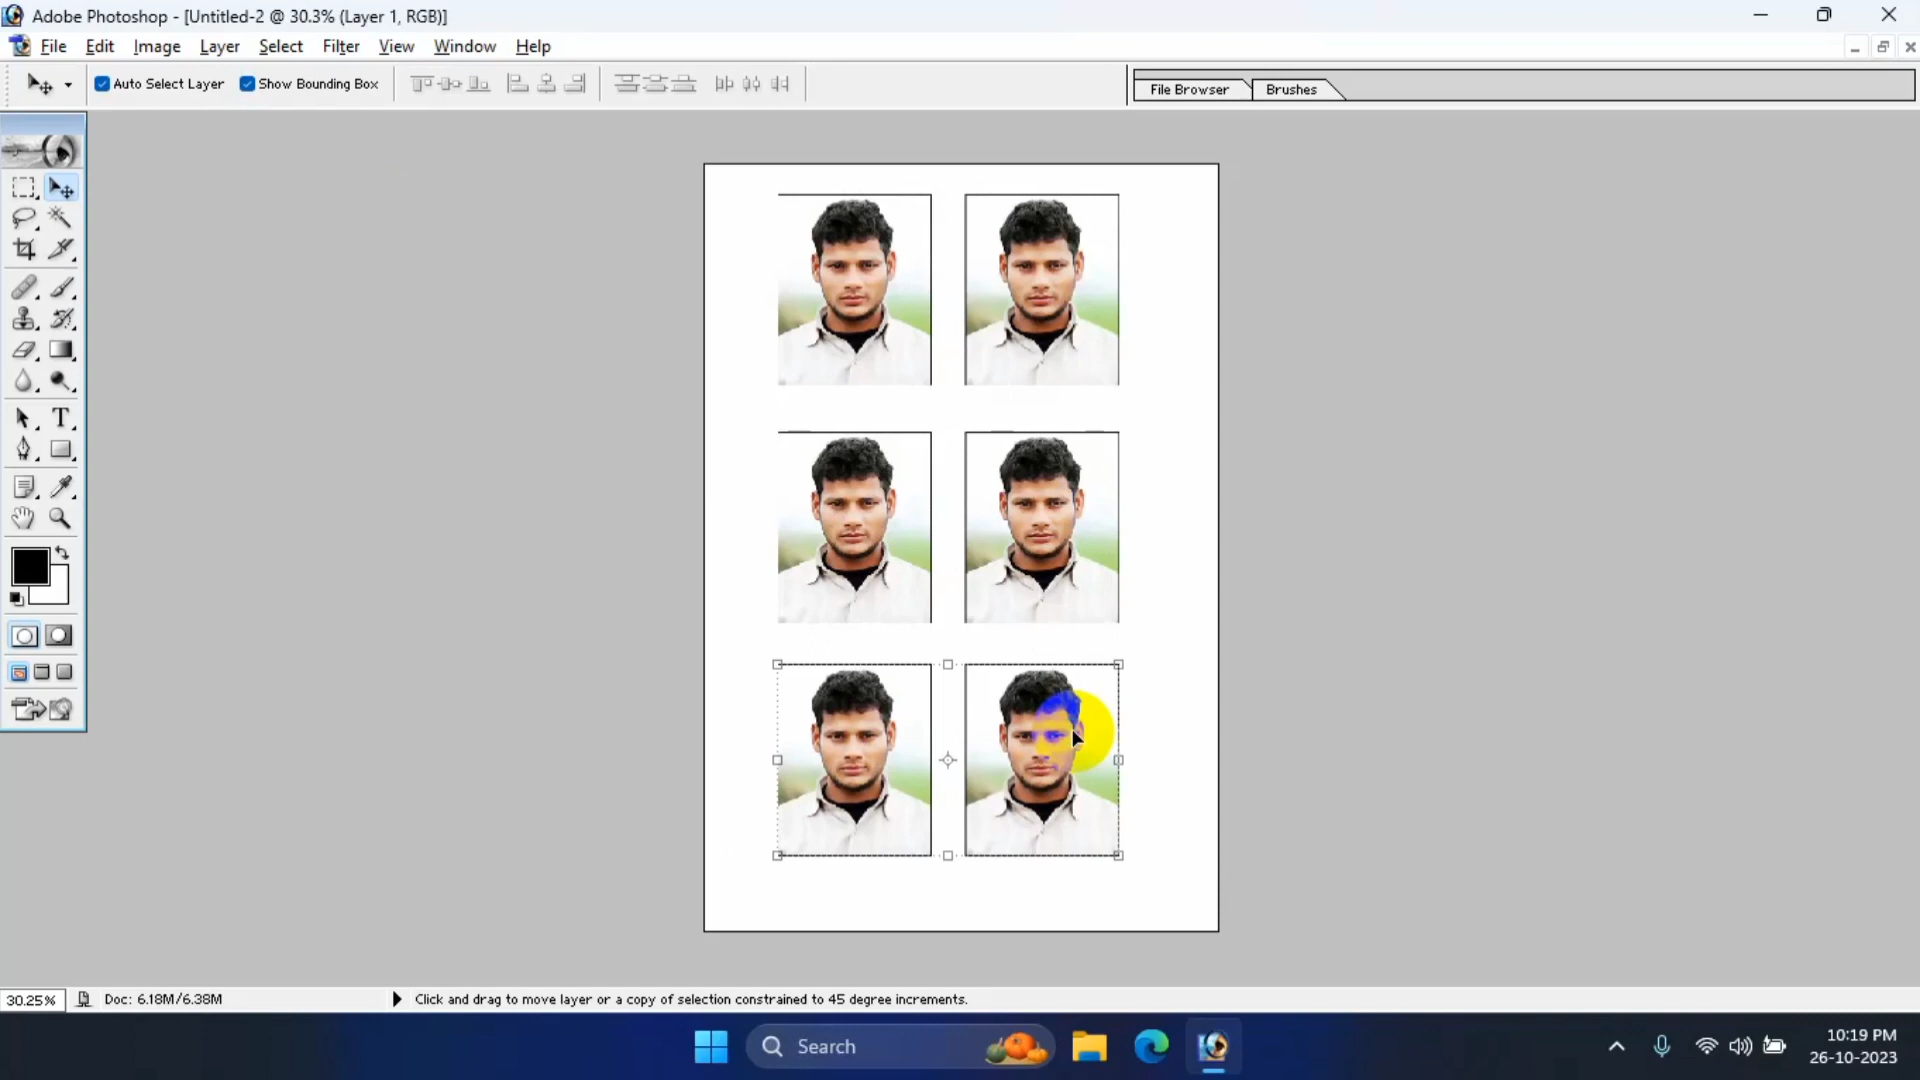 Adobe Photoshop - [Untitled-2 @ 30.3% (Layer 1, RGB)]
File Edit Image Layer Select Filter View Window Help
Auto Select Layer Show Bounding Box File Browser Brushes
T
30.25% Doc: 6.18M/6.38M Click and drag to move layer or a copy of selection constrained to 45 degree increments.
Search
10:19 PM
26-10-2023